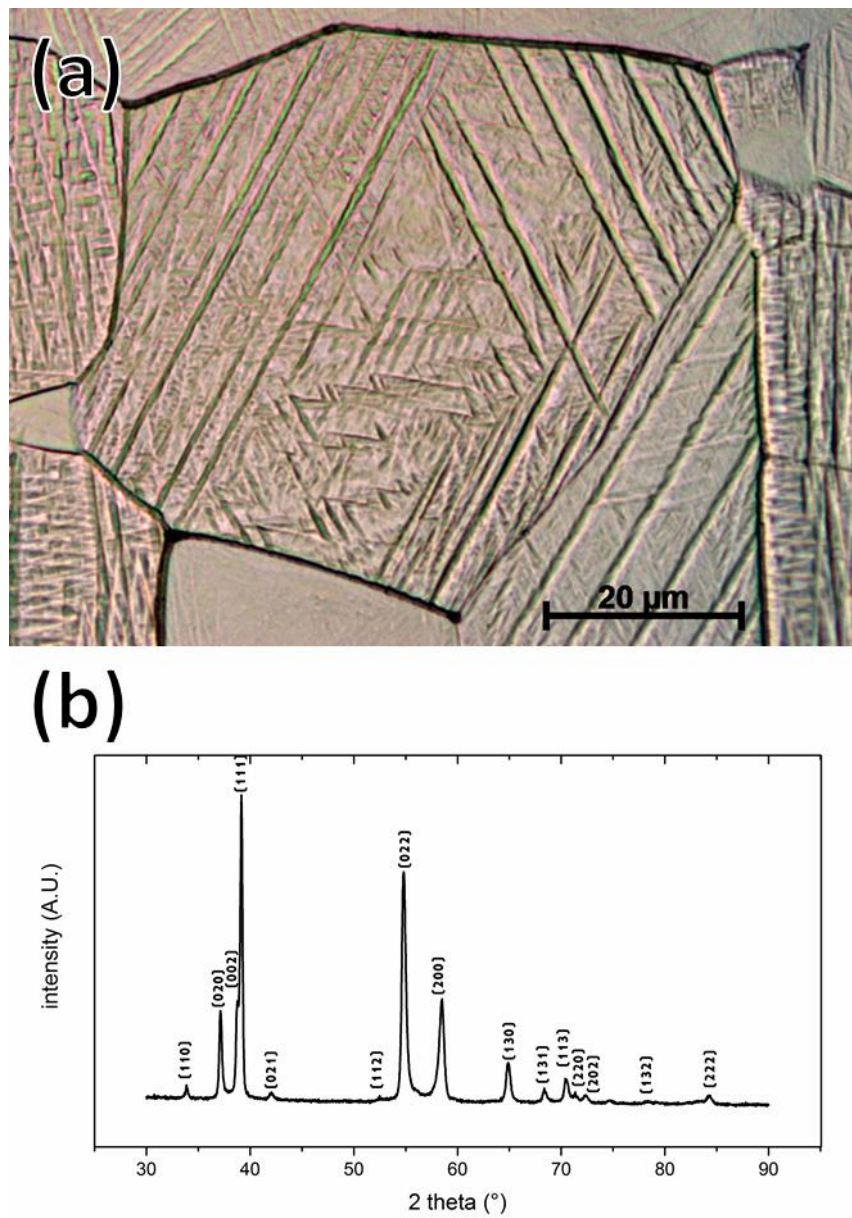 (a)
20 µm
(b)
[111]
[022]
[002]
[020]
[200]
[110]
[021]
[112]
[130]
[131]
[113]
[220]
[202]
[132]
[222]
intensity (A.U.)
30 40 50 60 70 80 90
2 theta (°)